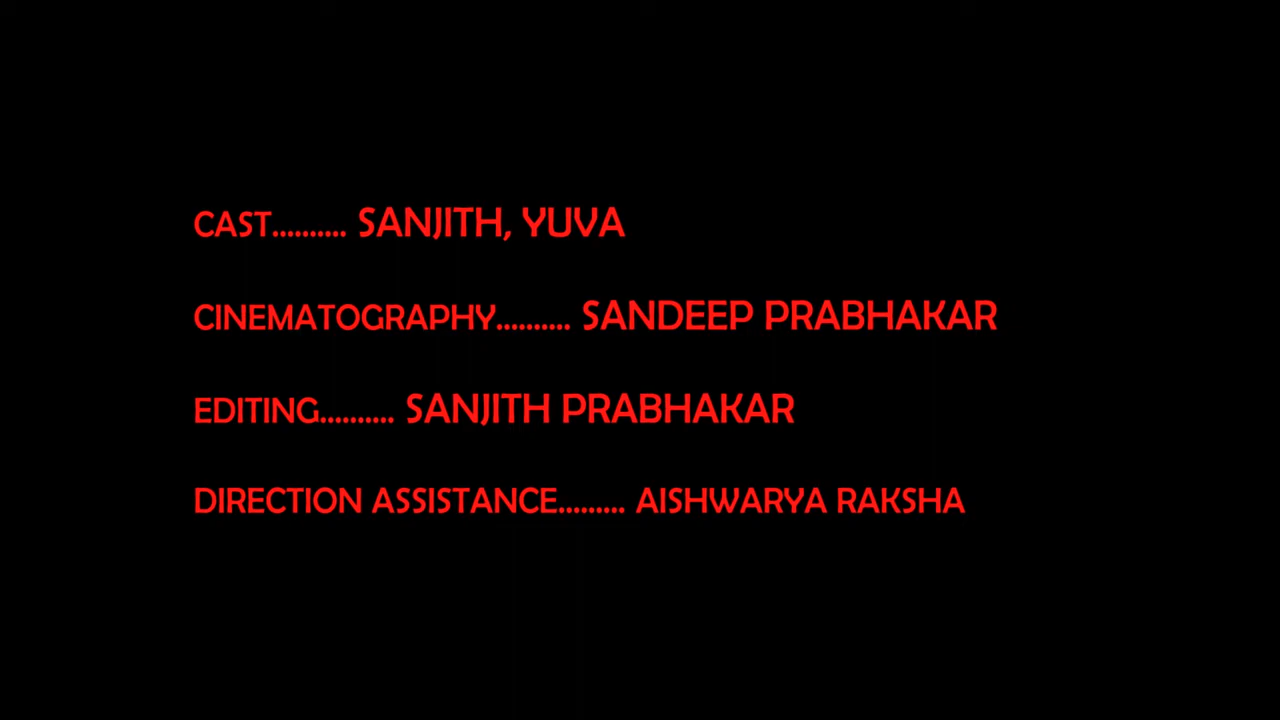 CAST.......... SANJITH, YUVA
CINEMATOGRAPHY.......... SANDEEP PRABHAKAR
EDITING.......... SANJITH PRABHAKAR
DIRECTION ASSISTANCE......... AISHWARYA RAKSHA